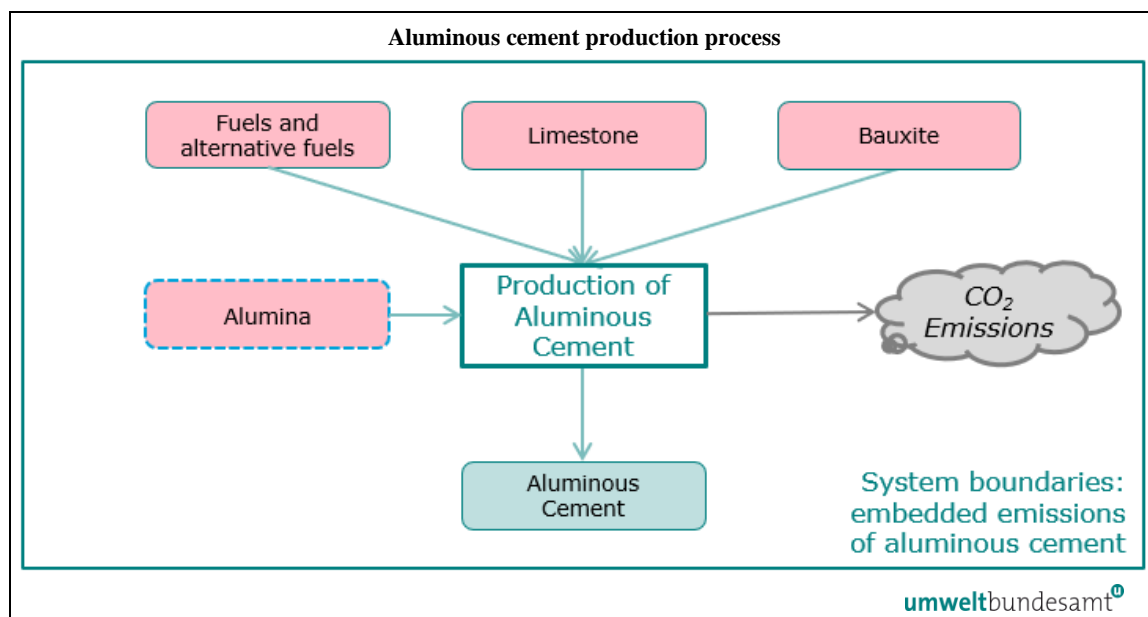 Aluminous cement production process
Fuels and
alternative fuels
Limestone
Bauxite
Alumina
Production of
Aluminous
Cement
CO₂
Emissions
Aluminous
Cement
System boundaries:
embedded emissions
of aluminous cement
umweltbundesamt u